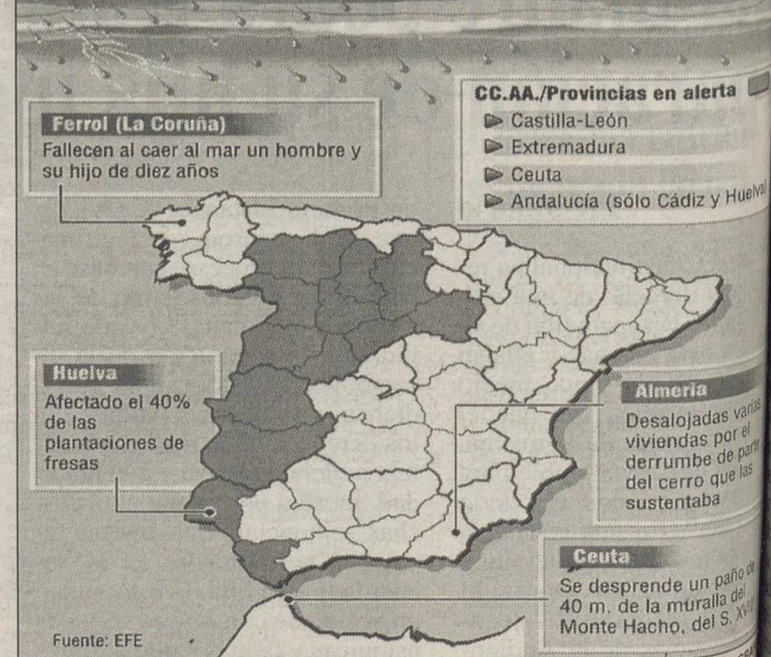 CC.AA./Provincias en alerta
Castilla-León
Extremadura
Ceuta
Andalucía (sólo Cádiz y Huelva)
Ferrol (La Coruña)
Fallecen al caer al mar un hombre y
su hijo de diez años
Huelva
Afectado el 40%
de las
plantaciones de
fresas
Almería
Desalojadas varias
viviendas por el
derrumbe de parte
del cerro que las
sustentaba
Ceuta
Se desprende un paño de
40 m. de la muralla del
Monte Hacho, del S.
Fuente: EFE